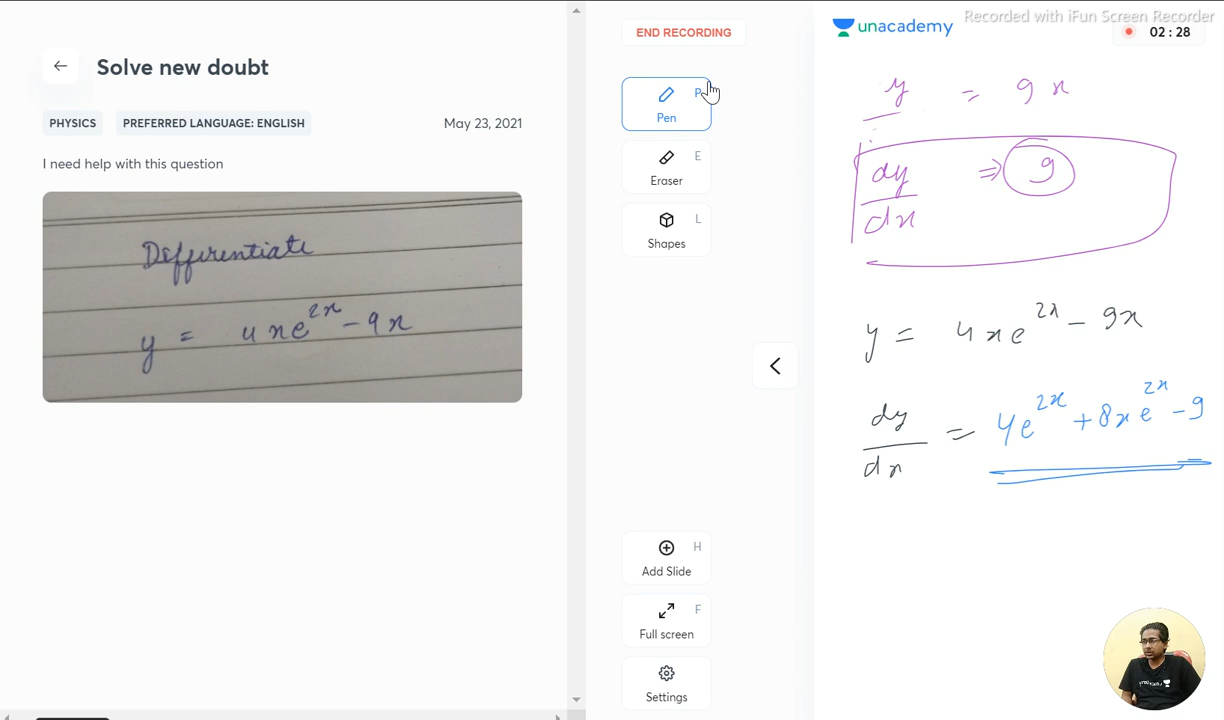 Recorded with iFun Screen Recorder
END RECORDING
unacademy
02 : 28
Solve new doubt
PHYSICS
PREFERRED LANGUAGE: ENGLISH
May 23, 2021
I need help with this question
Defferentiate
y = 4xe^{2x} - 9x
P
Pen
E
Eraser
L
Shapes
H
Add Slide
F
Full screen
Settings
y = 9x
dy/dx ⇒ 9
y = 4xe^{2x} - 9x
dy/dx = 4e^{2x} + 8xe^{2x} - 9